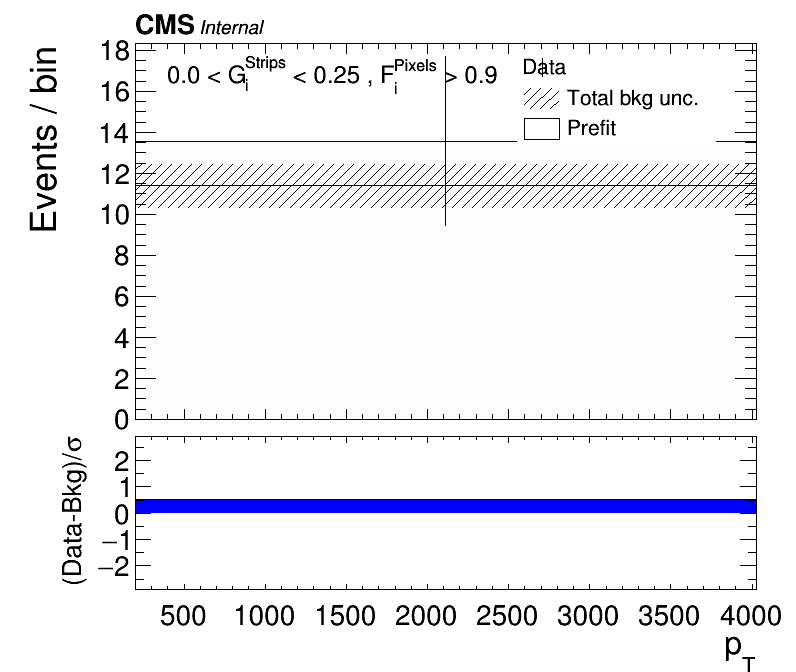 CMS Internal
18
0.0 < G_i^Strips < 0.25 , F_i^Pixels > 0.9
Data
16
Total bkg unc.
14
Prefit
12
10
8
6
4
2
0
Events / bin
2
1
0
−1
−2
(Data-Bkg)/σ
500 1000 1500 2000 2500 3000 3500 4000
p_T